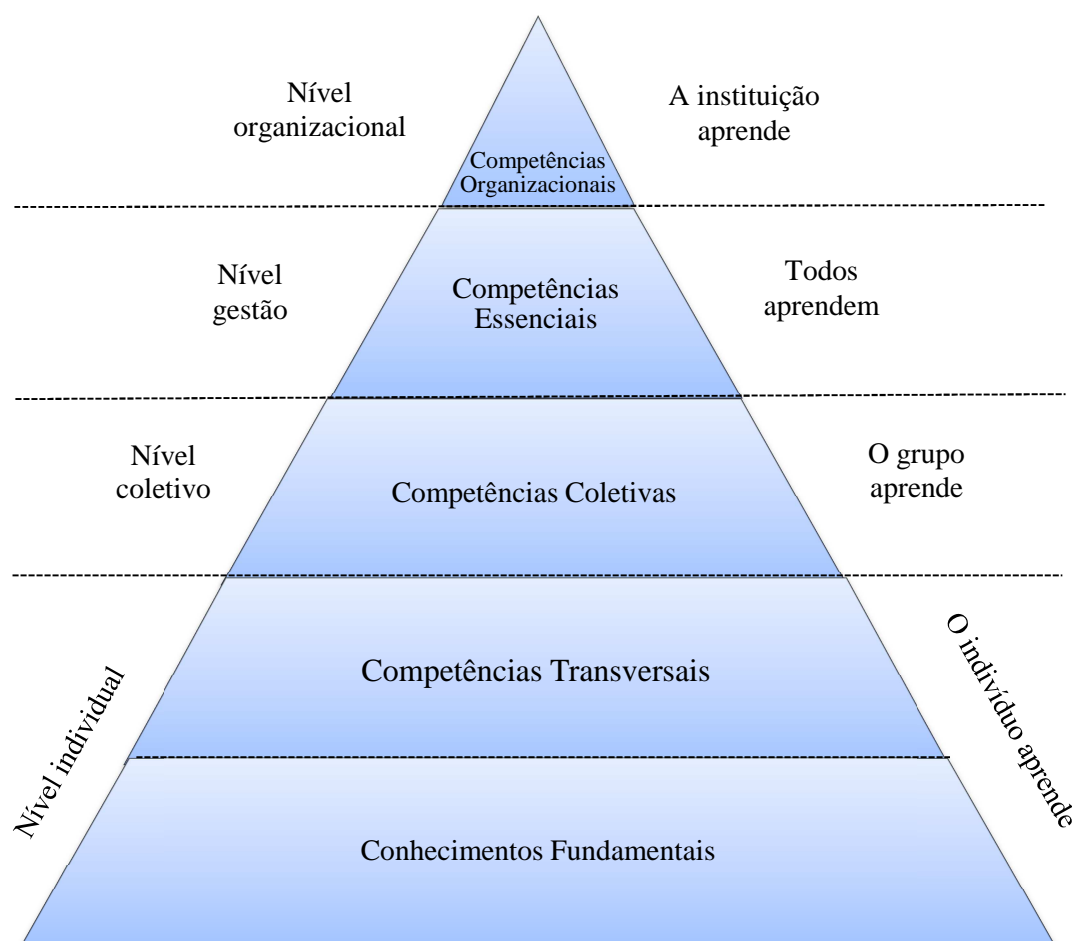 Nível
organizacional
A instituição
aprende
Competências
Organizacionais
Nível
gestão
Competências
Essenciais
Todos
aprendem
Nível
coletivo
Competências Coletivas
O grupo
aprende
Nível individual
Competências Transversais
O indivíduo aprende
Conhecimentos Fundamentais